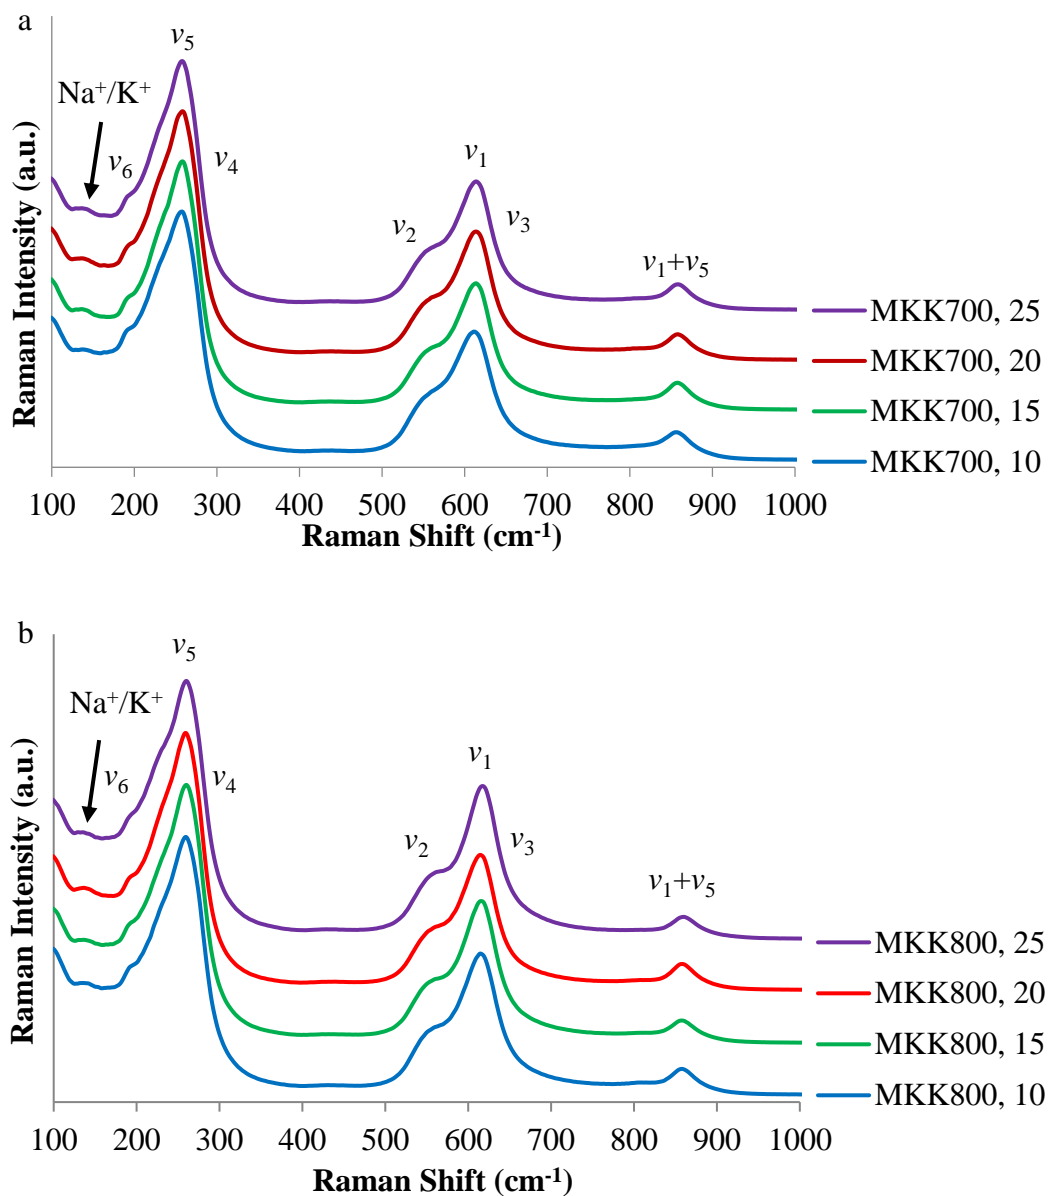 a
v5
Na+/K+
v6
v4
v1
v2
v3
v1+v5
Raman Intensity (a.u.)
MKK700, 25
MKK700, 20
MKK700, 15
MKK700, 10
100 200 300 400 500 600 700 800 900 1000
Raman Shift (cm-1)
b
v5
Na+/K+
v6
v4
v1
v2
v3
v1+v5
Raman Intensity (a.u.)
MKK800, 25
MKK800, 20
MKK800, 15
MKK800, 10
100 200 300 400 500 600 700 800 900 1000
Raman Shift (cm-1)